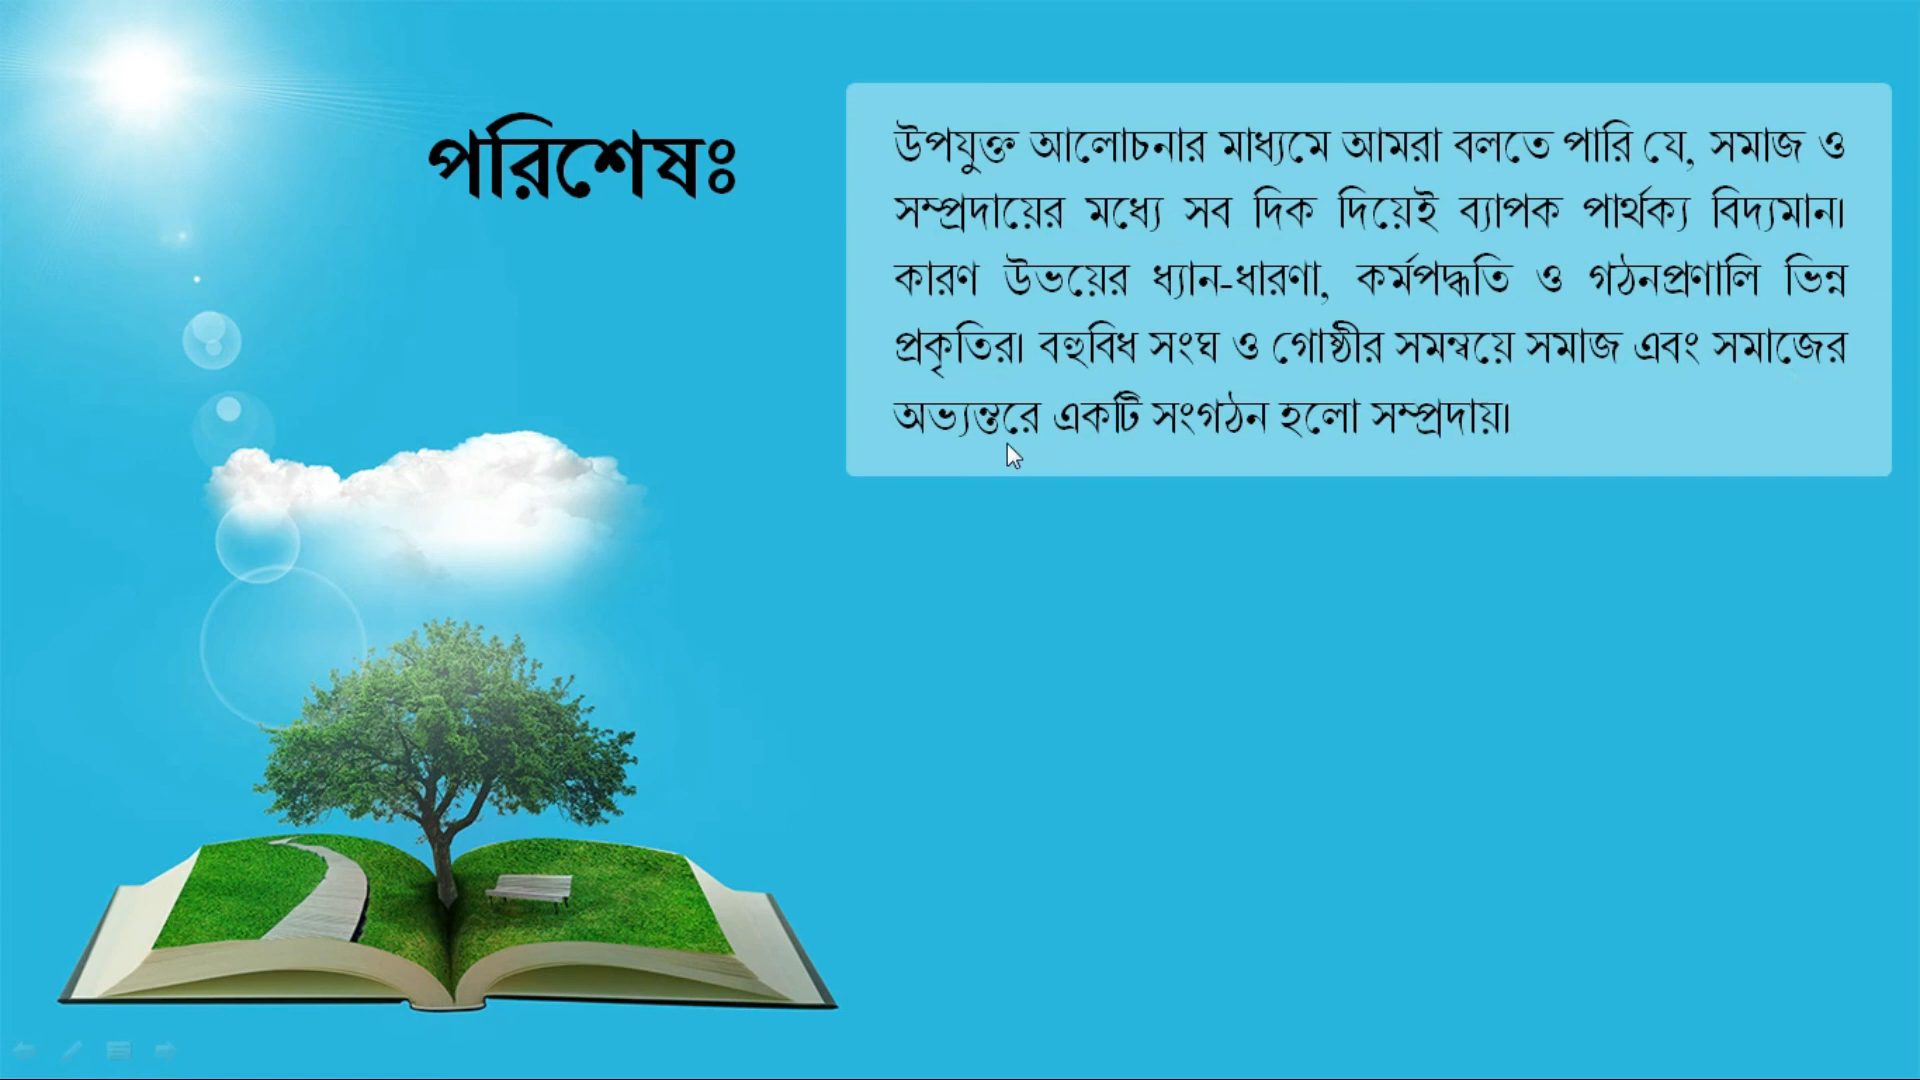 পরিশেষঃ
উপযুক্ত আলোচনার মাধ্যমে আমরা বলতে পারি যে, সমাজ ও
সম্প্রদায়ের মধ্যে সব দিক দিয়েই ব্যাপক পার্থক্য বিদ্যমান।
কারণ উভয়ের ধ্যান-ধারণা, কর্মপদ্ধতি ও গঠনপ্রণালি ভিন্ন
প্রকৃতির। বহুবিধ সংঘ ও গোষ্ঠীর সমন্বয়ে সমাজ এবং সমাজের
অভ্যন্তরে একটি সংগঠন হলো সম্প্রদায়।